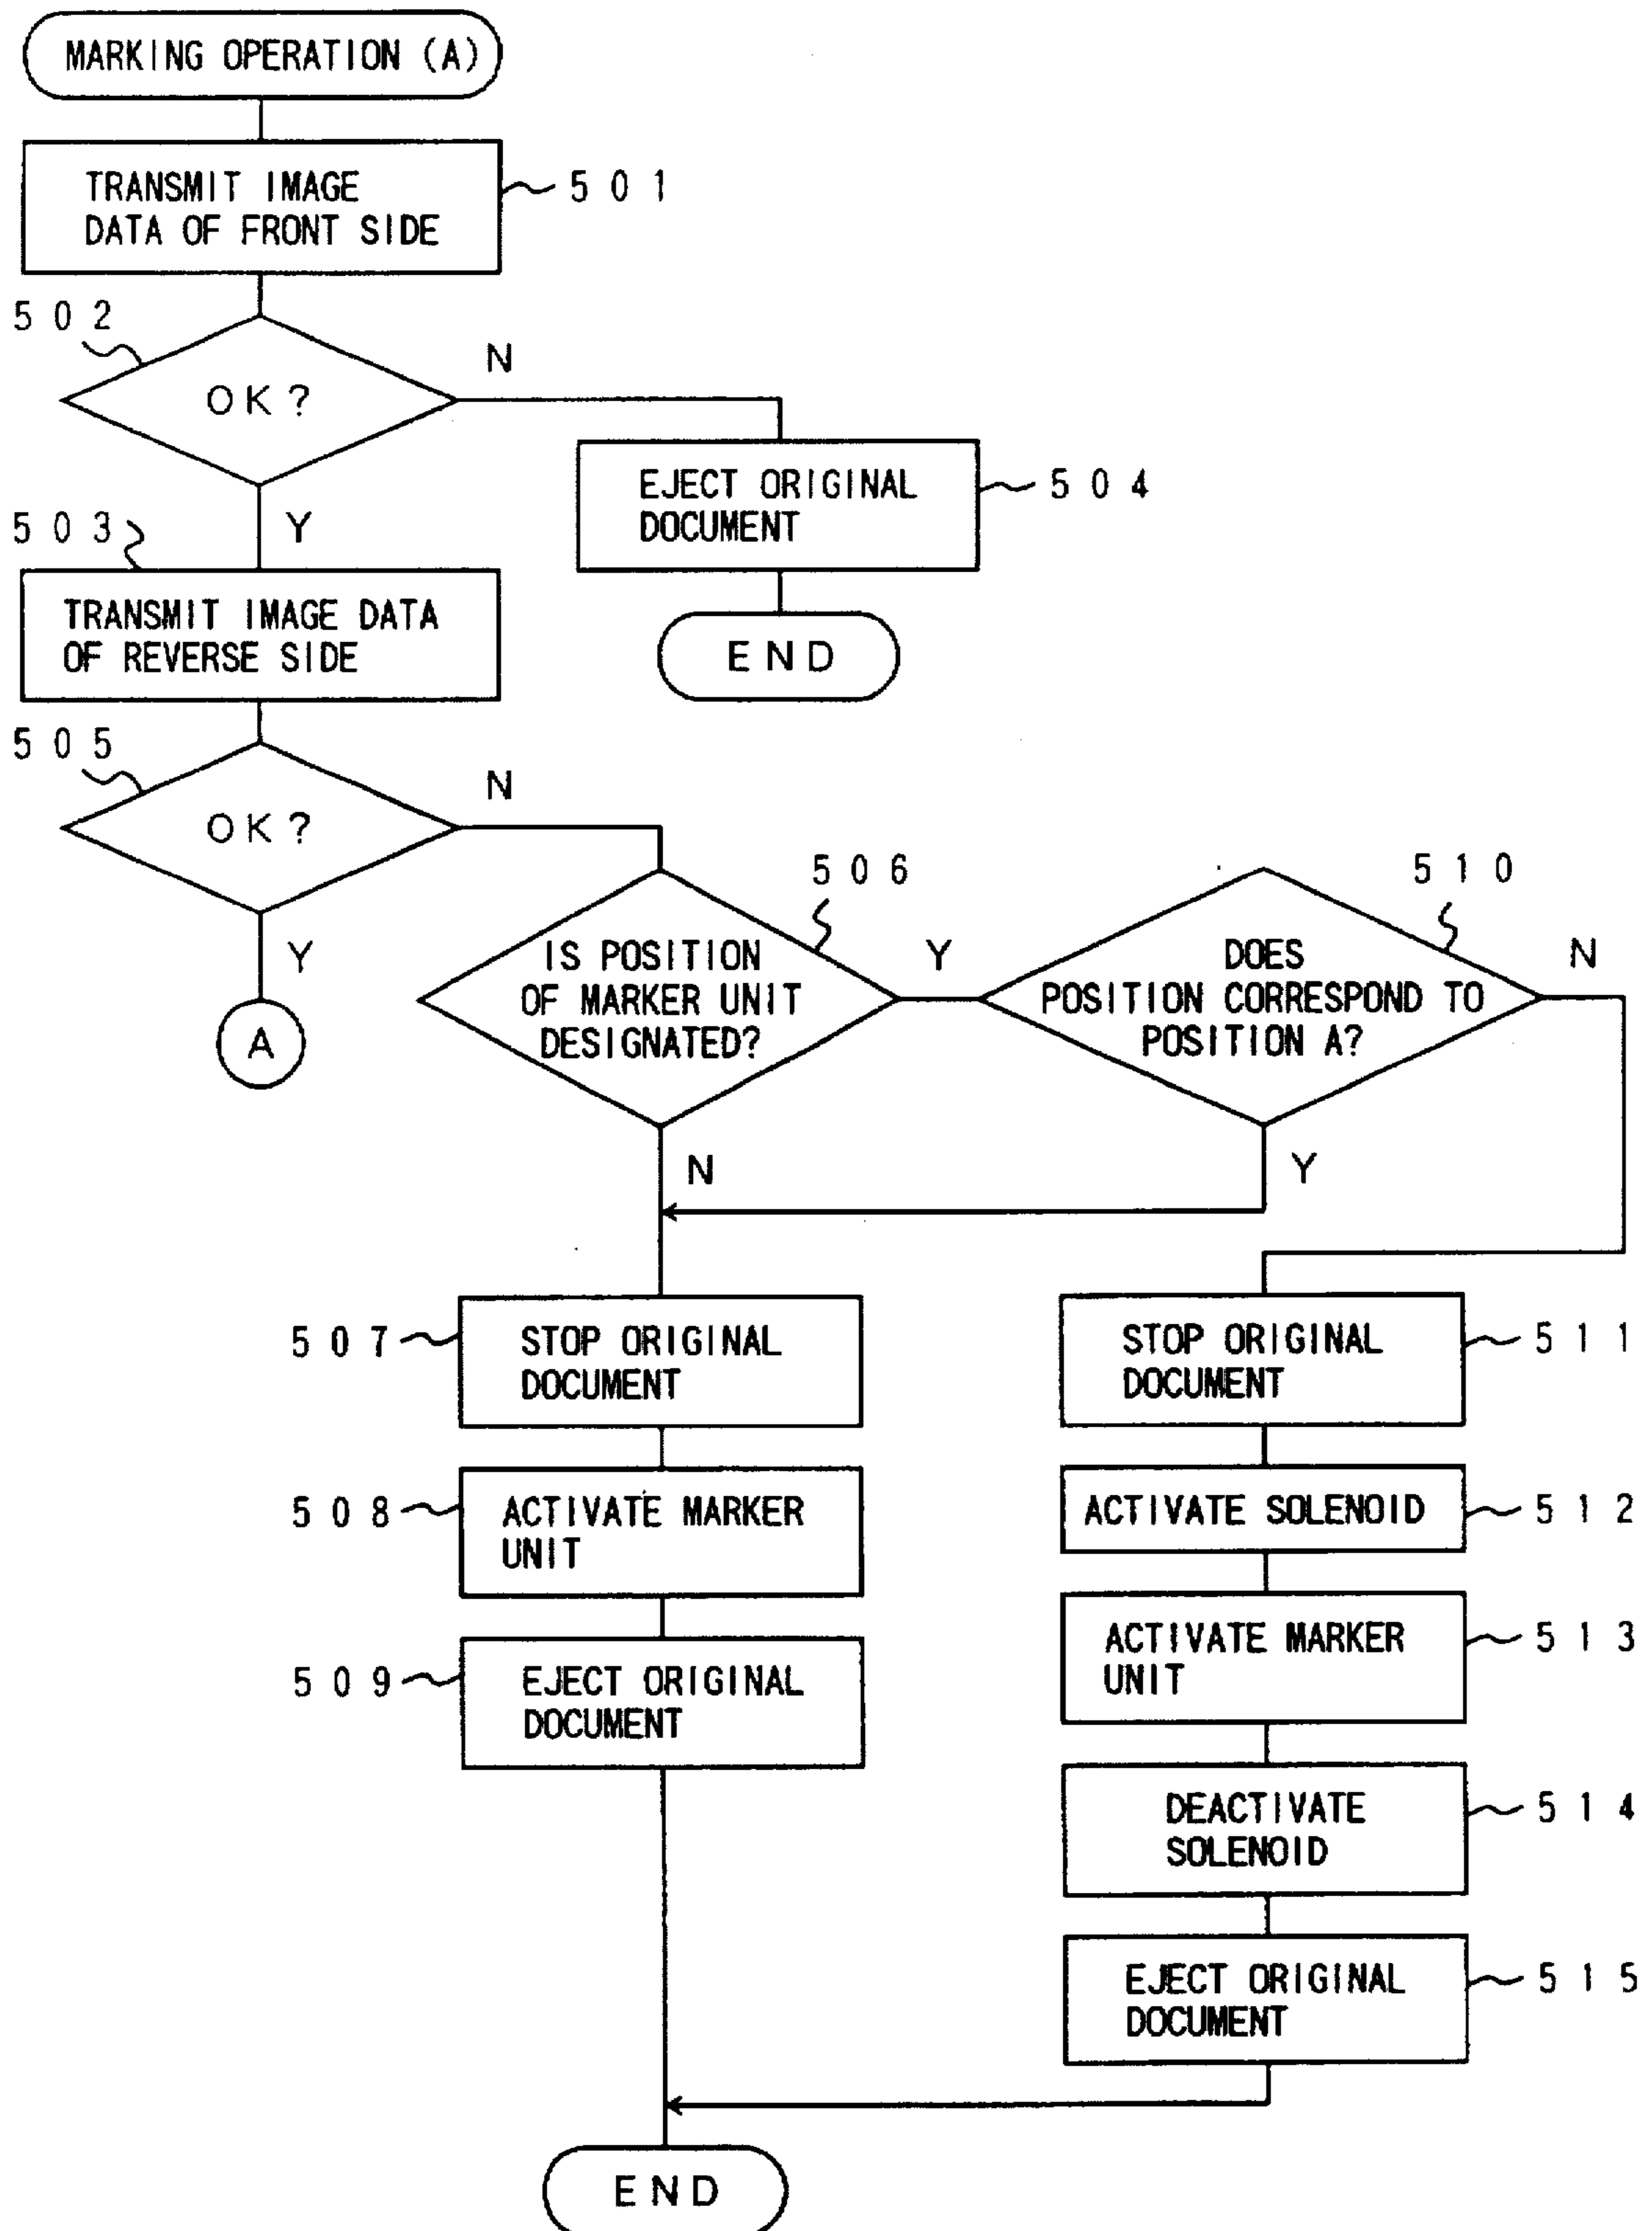 MARKING OPERATION (A)
TRANSMIT IMAGE
DATA OF FRONT SIDE
501
502
OK?
N
Y
EJECT ORIGINAL
DOCUMENT
504
END
503
TRANSMIT IMAGE DATA
OF REVERSE SIDE
505
OK?
N
Y
A
506
IS POSITION
OF MARKER UNIT
DESIGNATED?
Y
N
510
DOES
POSITION CORRESPOND TO
POSITION A?
N
Y
507
STOP ORIGINAL
DOCUMENT
508
ACTIVATE MARKER
UNIT
509
EJECT ORIGINAL
DOCUMENT
STOP ORIGINAL
DOCUMENT
511
ACTIVATE SOLENOID
512
ACTIVATE MARKER
UNIT
513
DEACTIVATE
SOLENOID
514
EJECT ORIGINAL
DOCUMENT
515
END